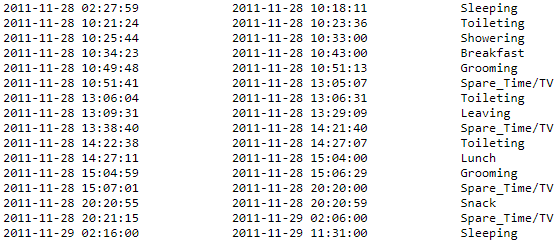 2011-11-28 02:27:59 2011-11-28 10:18:11 Sleeping
2011-11-28 10:21:24 2011-11-28 10:23:36 Toileting
2011-11-28 10:25:44 2011-11-28 10:33:00 Showering
2011-11-28 10:34:23 2011-11-28 10:43:00 Breakfast
2011-11-28 10:49:48 2011-11-28 10:51:13 Grooming
2011-11-28 10:51:41 2011-11-28 13:05:07 Spare_Time/TV
2011-11-28 13:06:04 2011-11-28 13:06:31 Toileting
2011-11-28 13:09:31 2011-11-28 13:29:09 Leaving
2011-11-28 13:38:40 2011-11-28 14:21:40 Spare_Time/TV
2011-11-28 14:22:38 2011-11-28 14:27:07 Toileting
2011-11-28 14:27:11 2011-11-28 15:04:00 Lunch
2011-11-28 15:04:59 2011-11-28 15:06:29 Grooming
2011-11-28 15:07:01 2011-11-28 20:20:00 Spare_Time/TV
2011-11-28 20:20:55 2011-11-28 20:20:59 Snack
2011-11-28 20:21:15 2011-11-29 02:06:00 Spare_Time/TV
2011-11-29 02:16:00 2011-11-29 11:31:00 Sleeping